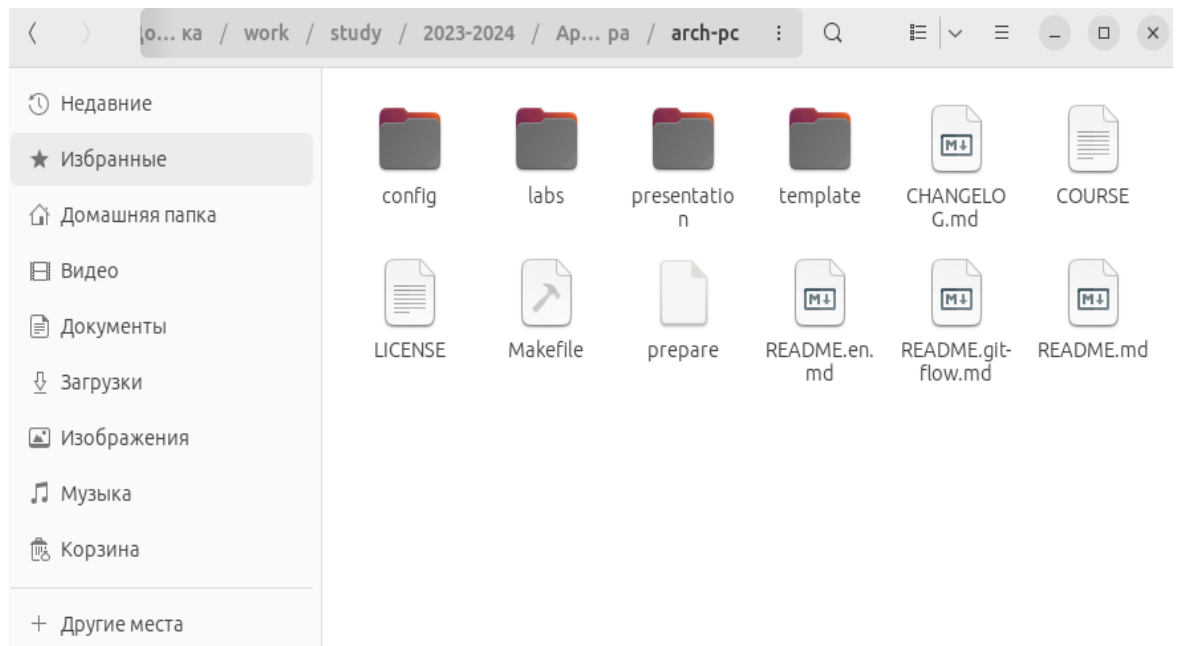 до... ка / work / study / 2023-2024 / Ар... ра / arch-pc
Недавние
Избранные
Домашняя папка
Видео
Документы
Загрузки
Изображения
Музыка
Корзина
Другие места
config
labs
presentatio
n
template
CHANGELO
G.md
COURSE
LICENSE
Makefile
prepare
README.en.
md
README.git-
flow.md
README.md